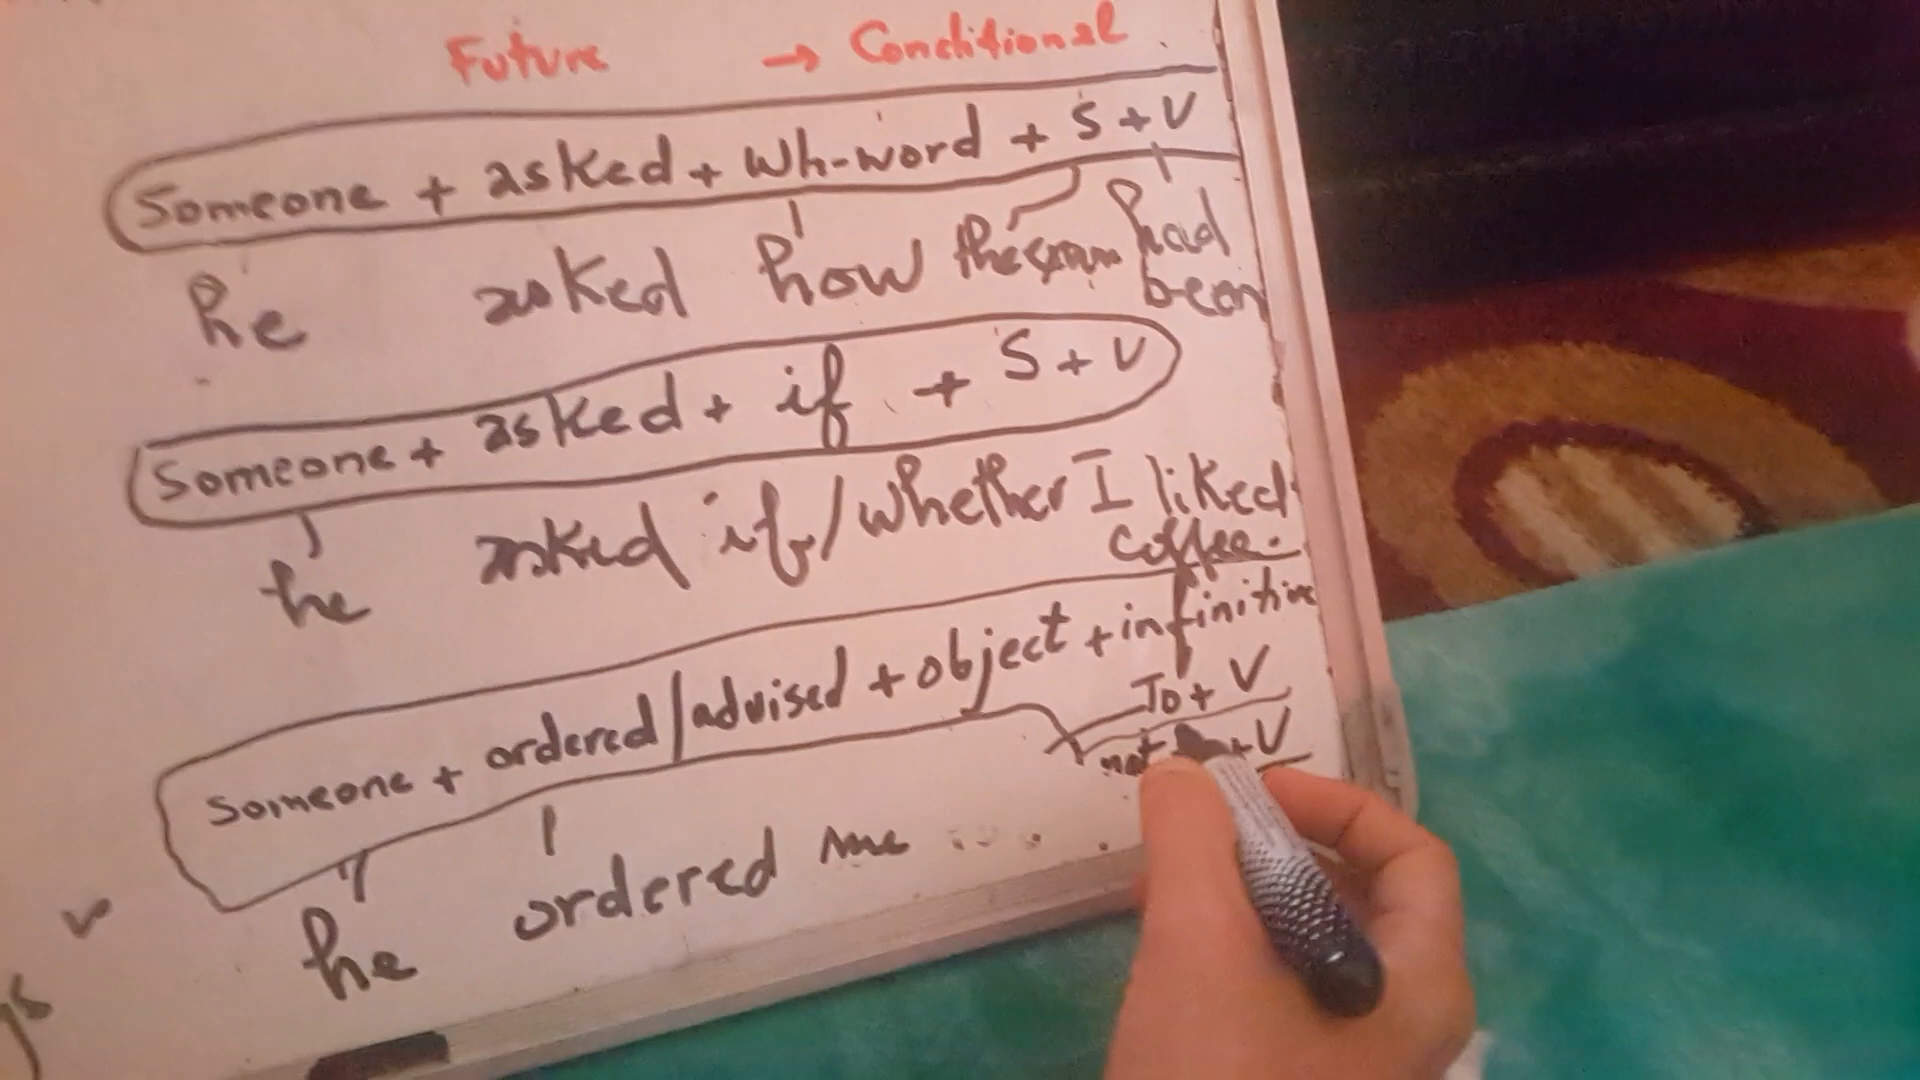 Future → Conditional
Someone + asked + Wh-word + S + V
he asked how the exam had
been
Someone + asked + if + S + V
he asked if/whether I liked
coffee.
Someone + ordered/advised + object + infinitive
To + V
not + V
he ordered me